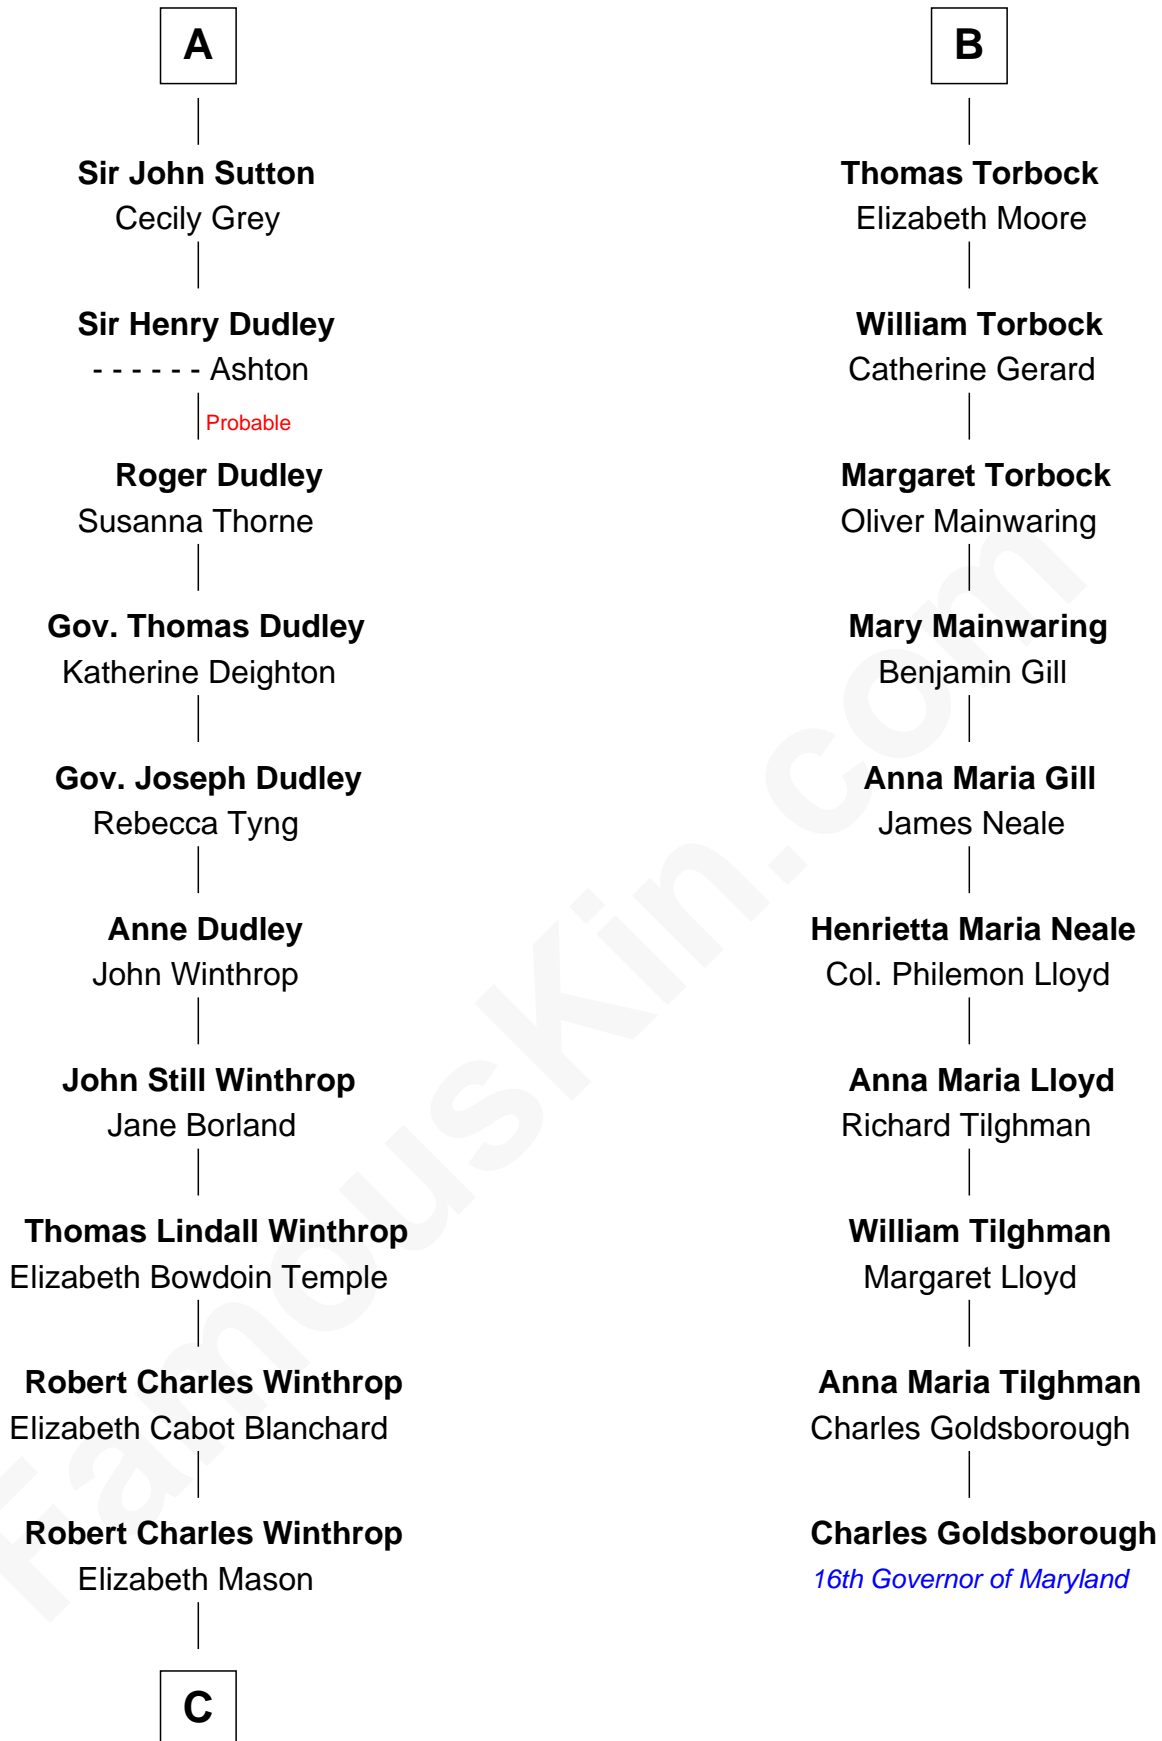 A
Sir John Sutton
Cecily Grey
Sir Henry Dudley
- - - - - - Ashton
Probable
Roger Dudley
Susanna Thorne
Gov. Thomas Dudley
Katherine Deighton
Gov. Joseph Dudley
Rebecca Tyng
Anne Dudley
John Winthrop
John Still Winthrop
Jane Borland
Thomas Lindall Winthrop
Elizabeth Bowdoin Temple
Robert Charles Winthrop
Elizabeth Cabot Blanchard
Robert Charles Winthrop
Elizabeth Mason
C
B
Thomas Torbock
Elizabeth Moore
William Torbock
Catherine Gerard
Margaret Torbock
Oliver Mainwaring
Mary Mainwaring
Benjamin Gill
Anna Maria Gill
James Neale
Henrietta Maria Neale
Col. Philemon Lloyd
Anna Maria Lloyd
Richard Tilghman
William Tilghman
Margaret Lloyd
Anna Maria Tilghman
Charles Goldsborough
Charles Goldsborough
16th Governor of Maryland
FamousKin.com